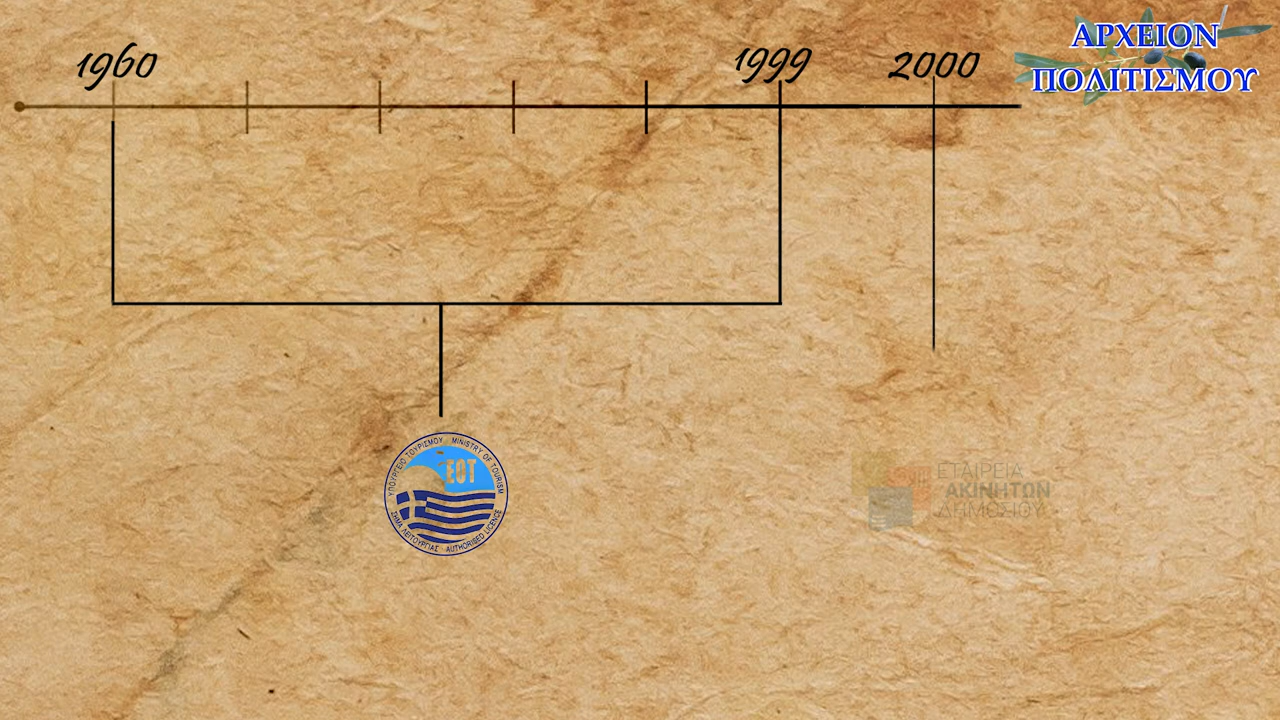 1960
1999
2000
ΑΡΧΕΙΟΝ
ΠΟΛΙΤΙΣΜΟΥ
ΥΠΟΥΡΓΕΙΟ ΤΟΥΡΙΣΜΟΥ MINISTRY OF TOURISM
ΕΟΤ
ΣΗΜΑ ΛΕΙΤΟΥΡΓΙΑΣ AUTHORISED LICENCE
ΕΤΑΙΡΕΙΑ
ΑΚΙΝΗΤΩΝ
ΔΗΜΟΣΙΟΥ